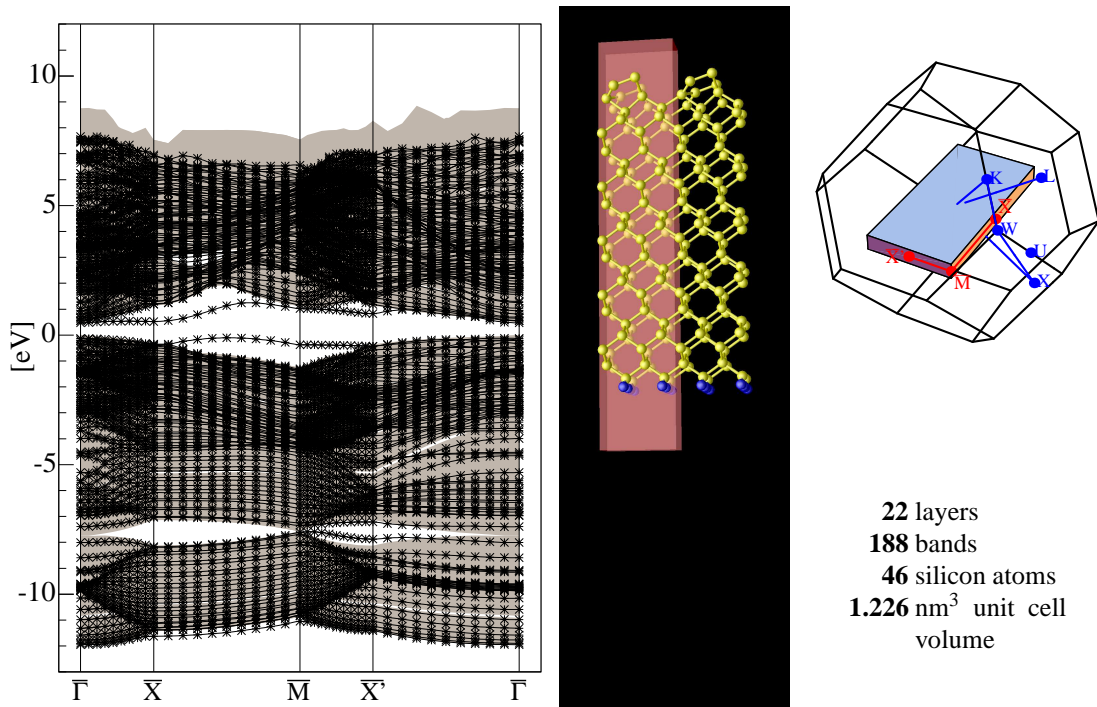 10
5
0
-5
-10
[eV]
Γ̅ X̅ M̅ X̅' Γ̅
K
L
X
W
U
X
X
M
22 layers
188 bands
46 silicon atoms
1.226 nm³ unit cell
volume